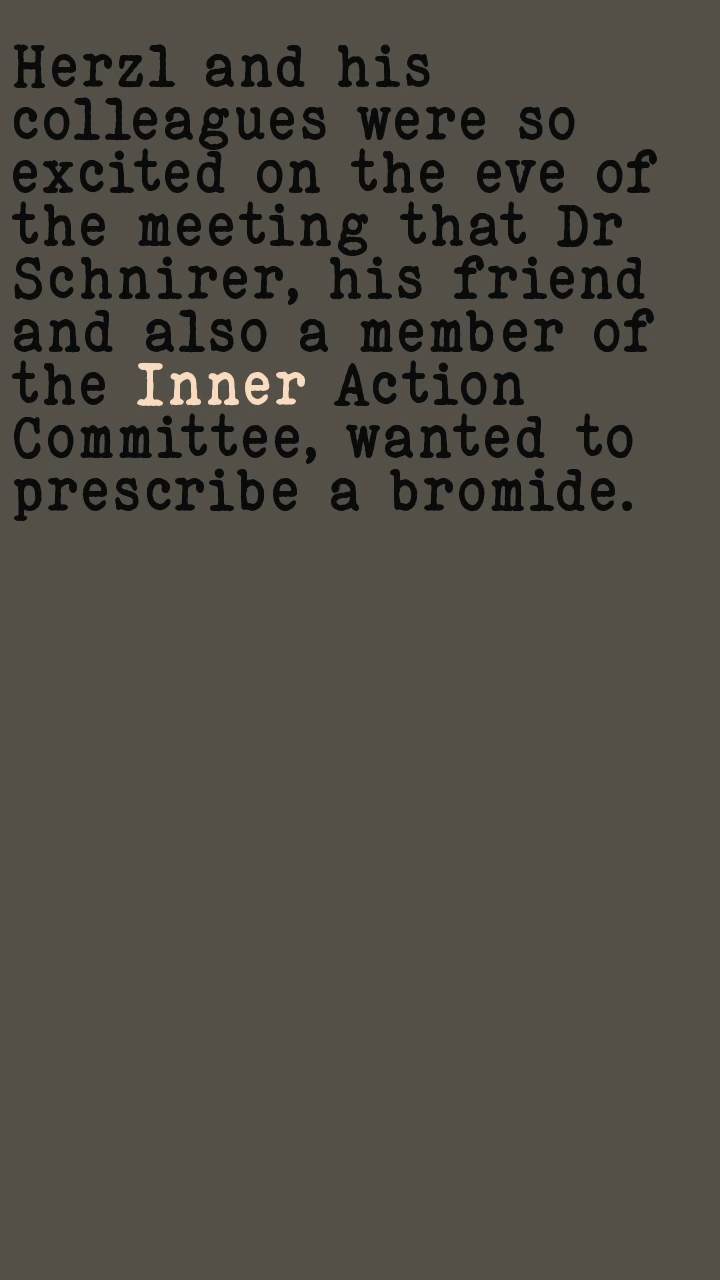 Herzl and his
colleagues were so
excited on the eve of
the meeting that Dr
Schnirer, his friend
and also a member of
the Inner Action
Committee, wanted to
prescribe a bromide.